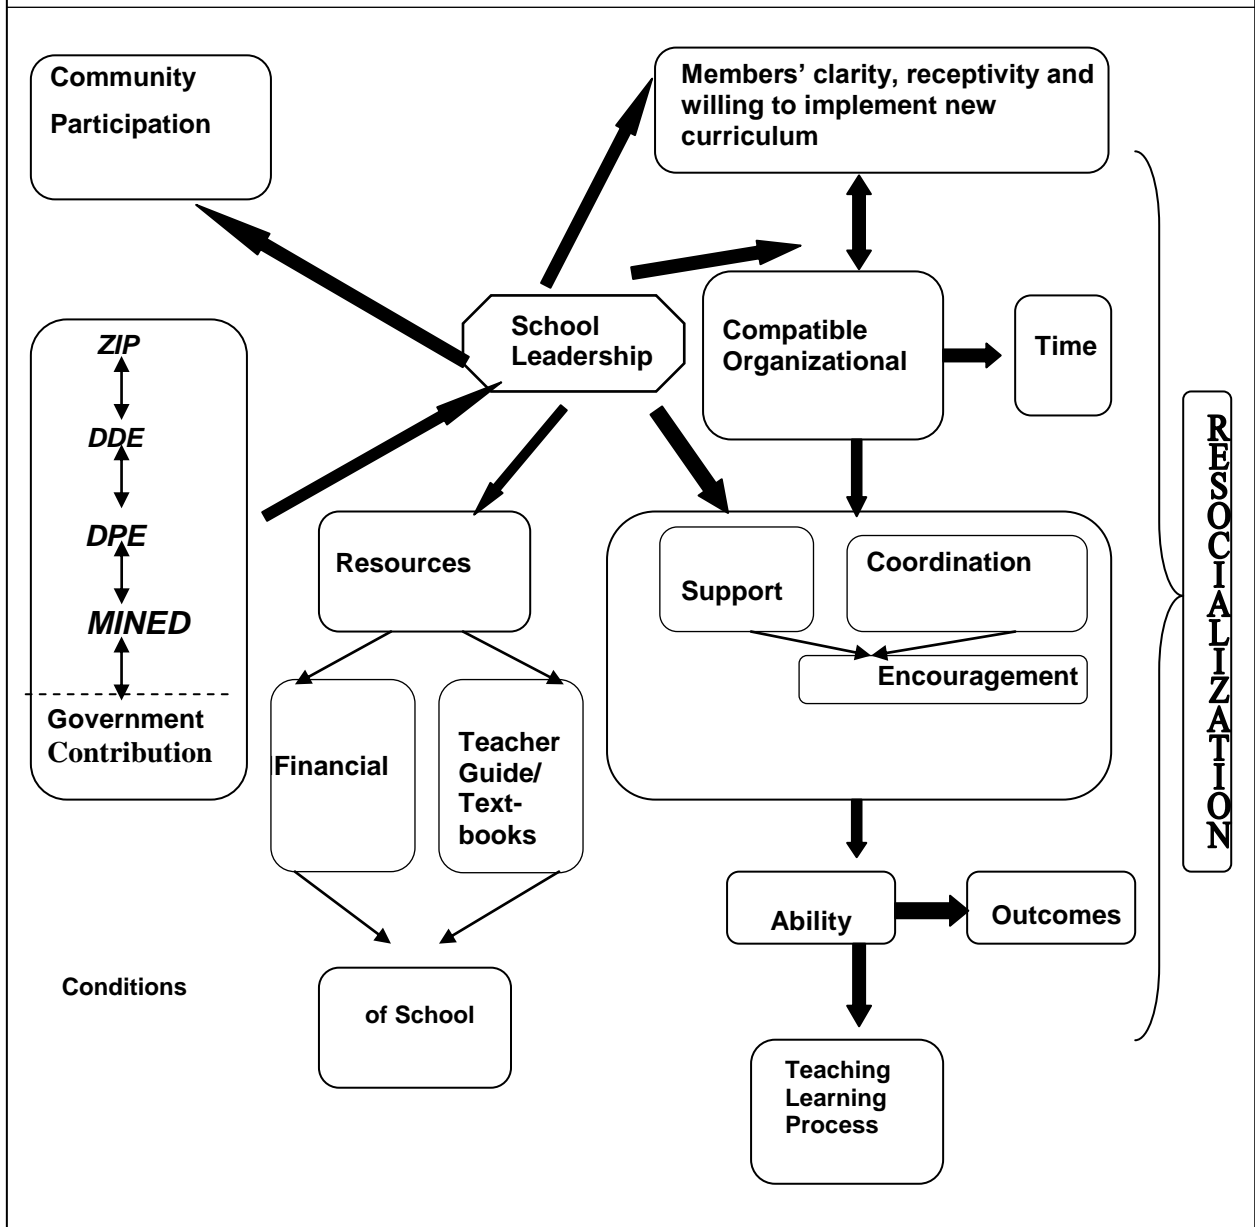 Community
Participation
Members’ clarity, receptivity and
willing to implement new
curriculum
School
Leadership
Compatible
Organizational
Time
ZIP
DDE
DPE
MINED
Government
Contribution
Resources
Support
Coordination
Encouragement
Financial
Teacher
Guide/
Text-
books
Ability
Outcomes
Conditions
of School
Teaching
Learning
Process
RESOCIALIZATION